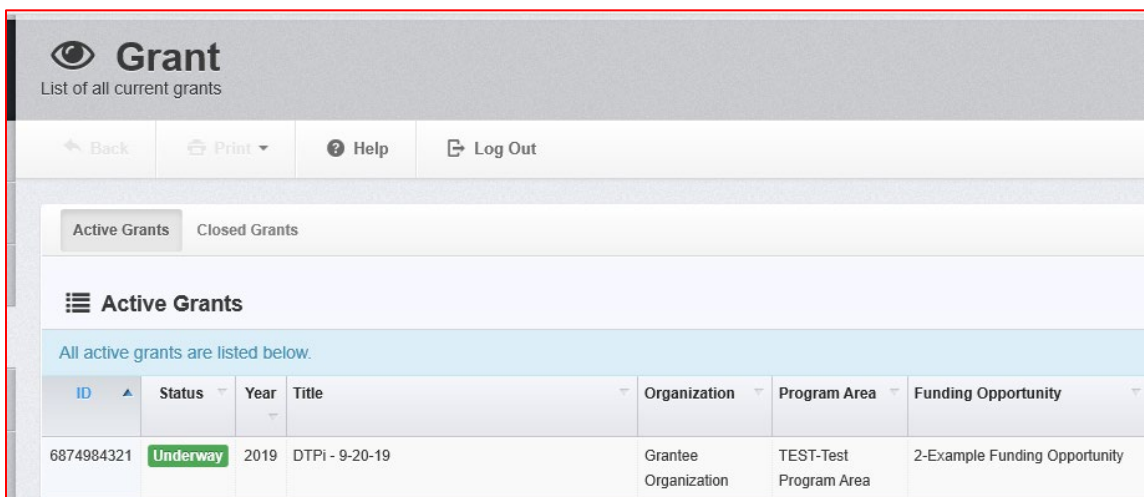 Grant
List of all current grants
Back Print Help Log Out
Active Grants Closed Grants
Active Grants
All active grants are listed below.
ID Status Year Title Organization Program Area Funding Opportunity
6874984321 Underway 2019 DTPi - 9-20-19 Grantee TEST-Test 2-Example Funding Opportunity
Organization Program Area